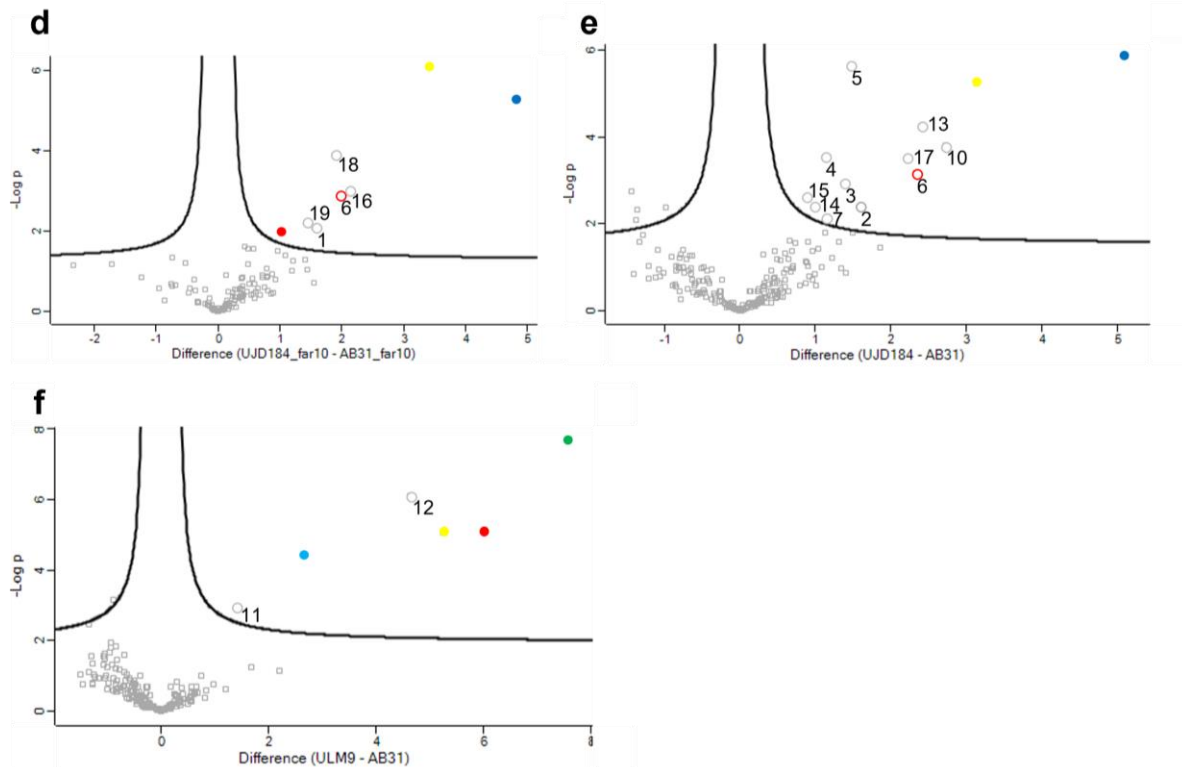 d
6
4
2
0
-Log p
18
6 16
19
1
-2 -1 0 1 2 3 4 5
Difference (UJD184_far10 - AB31_far10)
e
6
4
2
0
-Log p
5
13
10
17
4
6
3
15
14
7
2
-1 0 1 2 3 4 5
Difference (UJD184 - AB31)
f
8
6
4
2
0
-Log p
12
11
0 2 4 6 8
Difference (ULM9 - AB31)